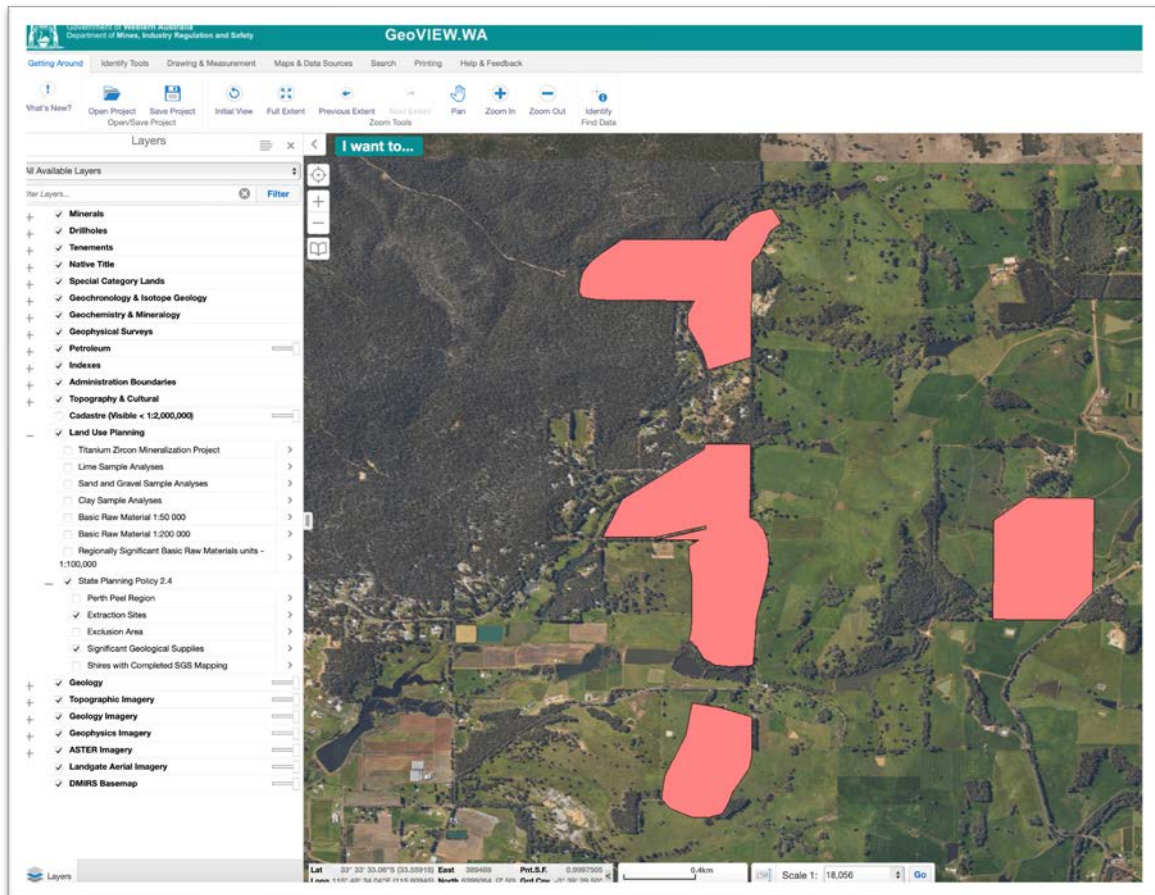 Government of Western Australia
Department of Mines, Industry Regulation and Safety
GeoVIEW.WA
Getting Around Identify Tools Drawing & Measurement Maps & Data Sources Search Printing Help & Feedback
What's New? Open Project Save Project Initial View Full Extent Previous Extent Next Extent Pan Zoom In Zoom Out Identify
Open/Save Project Zoom Tools Find Data
Layers
I want to...
All Available Layers
Filter Layers... Filter
Minerals
Drillholes
Tenements
Native Title
Special Category Lands
Geochronology & Isotope Geology
Geochemistry & Mineralogy
Geophysical Surveys
Petroleum
Indexes
Administration Boundaries
Topography & Cultural
Cadastre (Visible < 1:2,000,000)
Land Use Planning
Titanium Zircon Mineralization Project
Lime Sample Analyses
Sand and Gravel Sample Analyses
Clay Sample Analyses
Basic Raw Material 1:50 000
Basic Raw Material 1:200 000
Regionally Significant Basic Raw Materials units -
1:100,000
State Planning Policy 2.4
Perth Peel Region
Extraction Sites
Exclusion Area
Significant Geological Supplies
Shires with Completed SGS Mapping
Geology
Topographic Imagery
Geology Imagery
Geophysics Imagery
ASTER Imagery
Landgate Aerial Imagery
DMIRS Basemap
Layers
Lat 33° 33' 33.06"S East 389488 Pnt.S.F. 0.9997505
0.4km
Scale 1: 18,056 Go